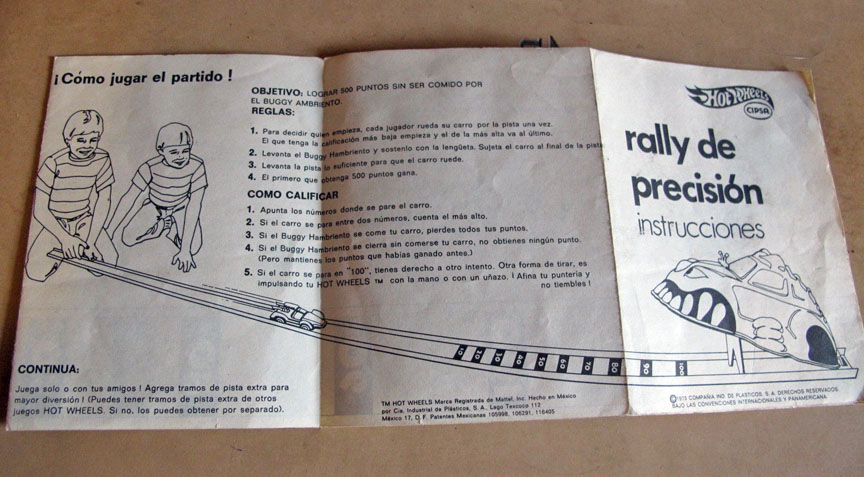 ¡Cómo jugar el partido!
OBJETIVO: LOGRAR 500 PUNTOS SIN SER COMIDO POR
EL BUGGY AMBRIENTO.
REGLAS:
1. Para decidir quien empieza, cada jugador rueda su carro por la pista una vez.
El que tenga la calificación más baja empieza y el de la más alta va al último.
2. Levanta el Buggy Hambriento y sostenlo con la lengüeta. Sujeta el carro al final de la pista
3. Levanta la pista lo suficiente para que el carro ruede.
4. El primero que obtenga 500 puntos gana.
COMO CALIFICAR
1. Apunta los números donde se pare el carro.
2. Si el carro se para entre dos números, cuenta el más alto.
3. Si el Buggy Hambriento se come tu carro, pierdes todos tus puntos.
4. Si el Buggy Hambriento se cierra sin comerse tu carro, no obtienes ningún punto.
(Pero mantienes los puntos que habías ganado antes.)
5. Si el carro se para en "100", tienes derecho a otro intento. Otra forma de tirar, es
impulsando tu HOT WHEELS TM con la mano o con un uñazo. ¡Afina tu puntería y
no tiembles!
10 20 30 40 50 60 70 80 90 100
CONTINUA:
Juega solo o con tus amigos! Agrega tramos de pista extra para
mayor diversión! (Puedes tener tramos de pista extra de otros
juegos HOT WHEELS. Si no, los puedes obtener por separado).
TM HOT WHEELS Marca Registrada de Mattel, Inc. Hecho en México
por Cía. Industrial de Plásticos, S. A., Lago Texcoco 112
México 17, D. F. Patentes Mexicanas 105998, 106291, 116405
HOT WHEELS
CIPSA
rally de
precisión
instrucciones
©1973 COMPAÑIA IND. DE PLASTICOS, S. A. DERECHOS RESERVADOS
BAJO LAS CONVENCIONES INTERNACIONALES Y PANAMERICANA.